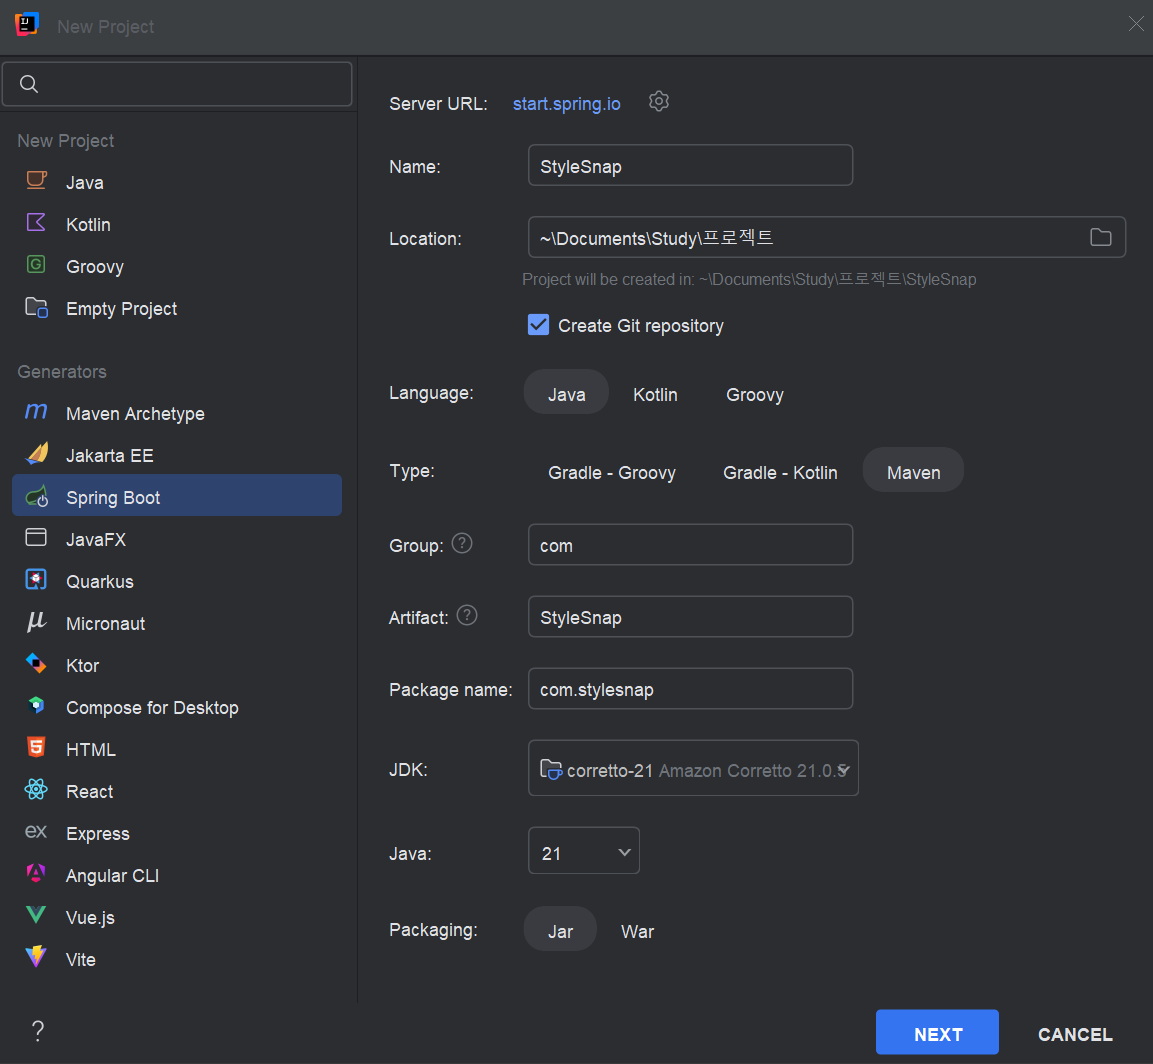 New Project
New Project
Java
Kotlin
Groovy
Empty Project
Generators
Maven Archetype
Jakarta EE
Spring Boot
JavaFX
Quarkus
Micronaut
Ktor
Compose for Desktop
HTML
React
Express
Angular CLI
Vue.js
Vite
Server URL: start.spring.io
Name: StyleSnap
Location: ~\Documents\Study\프로젝트
Project will be created in: ~\Documents\Study\프로젝트\StyleSnap
Create Git repository
Language: Java Kotlin Groovy
Type: Gradle - Groovy Gradle - Kotlin Maven
Group: com
Artifact: StyleSnap
Package name: com.stylesnap
JDK: corretto-21 Amazon Corretto 21.0.5
Java: 21
Packaging: Jar War
?
NEXT CANCEL